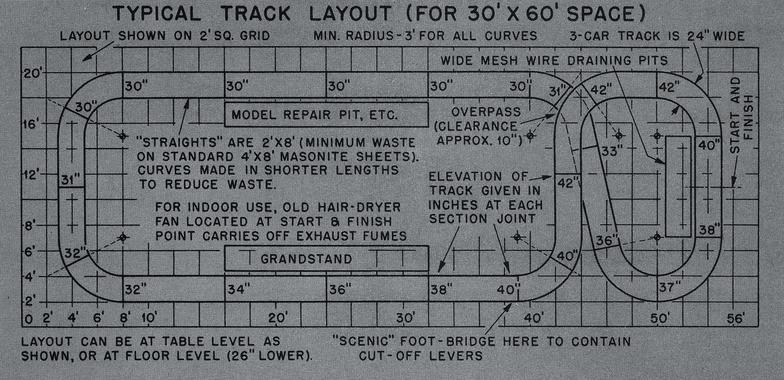 TYPICAL TRACK LAYOUT (FOR 30' X 60' SPACE)
LAYOUT SHOWN ON 2' SQ. GRID
MIN. RADIUS-3' FOR ALL CURVES
3-CAR TRACK IS 24" WIDE
WIDE MESH WIRE DRAINING PITS
20'
16'
12'
8'
6'
4'
2'
30"
30"
30"
30"
30"
31"
42"
42"
MODEL REPAIR PIT, ETC.
OVERPASS
(CLEARANCE
APPROX. 10")
START AND
FINISH
"STRAIGHTS" ARE 2'X8' (MINIMUM WASTE
ON STANDARD 4'X8' MASONITE SHEETS).
CURVES MADE IN SHORTER LENGTHS
TO REDUCE WASTE.
33"
40"
31"
42"
ELEVATION OF
TRACK GIVEN IN
INCHES AT EACH
SECTION JOINT
FOR INDOOR USE, OLD HAIR-DRYER
FAN LOCATED AT START & FINISH
POINT CARRIES OFF EXHAUST FUMES
38"
36"
32"
40"
GRANDSTAND
32"
34"
36"
38"
40"
37"
0 2' 4' 8' 10' 20' 30' 40' 50' 56'
LAYOUT CAN BE AT TABLE LEVEL AS
SHOWN, OR AT FLOOR LEVEL (26" LOWER).
"SCENIC" FOOT-BRIDGE HERE TO CONTAIN
CUT-OFF LEVERS